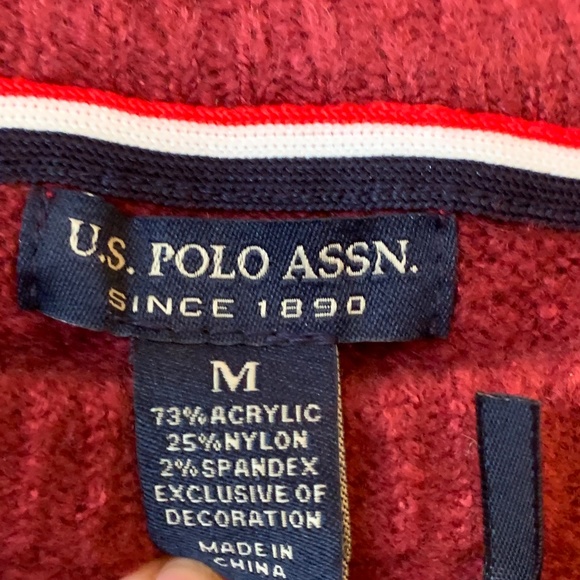 U.S. POLO ASSN.
SINCE 1890
M
73% ACRYLIC
25% NYLON
2% SPANDEX
EXCLUSIVE OF
DECORATION
MADE IN
CHINA